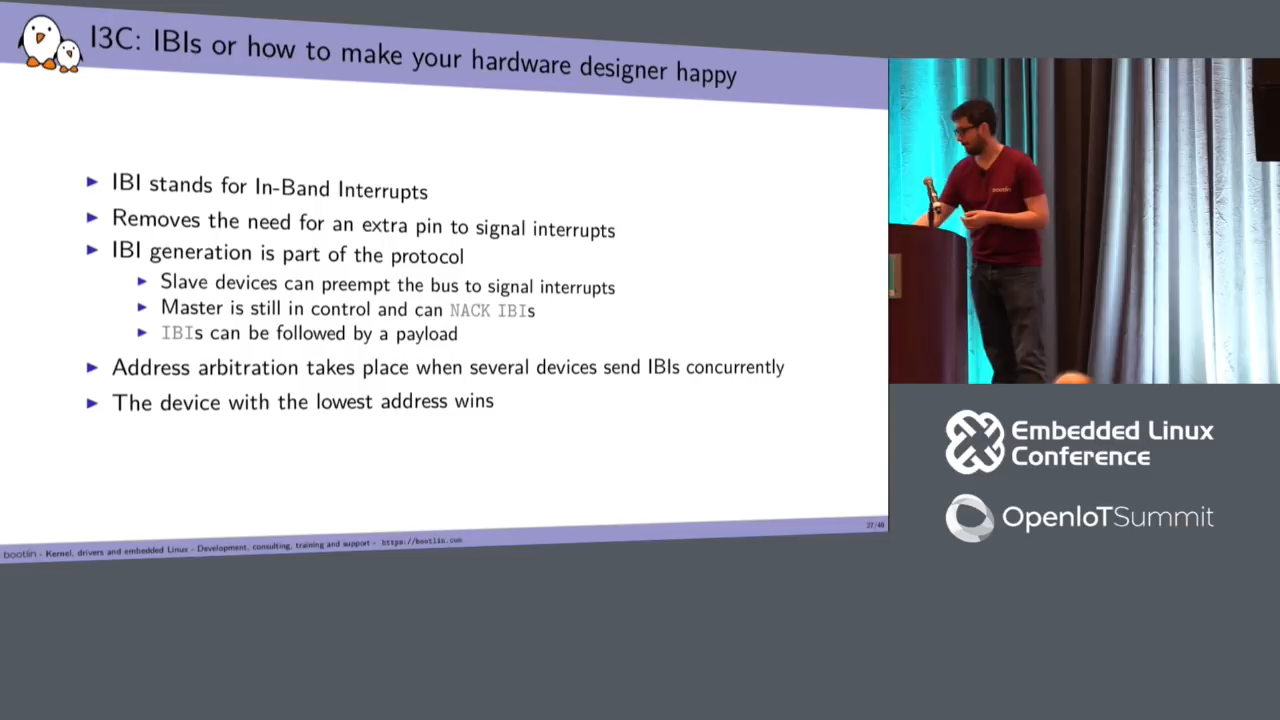 I3C: IBIs or how to make your hardware designer happy
IBI stands for In-Band Interrupts
Removes the need for an extra pin to signal interrupts
IBI generation is part of the protocol
Slave devices can preempt the bus to signal interrupts
Master is still in control and can NACK IBIs
IBIs can be followed by a payload
Address arbitration takes place when several devices send IBIs concurrently
The device with the lowest address wins
bootlin - Kernel, drivers and embedded Linux - Development, consulting, training and support - https://bootlin.com
27/46
bootlin
Embedded Linux
Conference
OpenIoTSummit